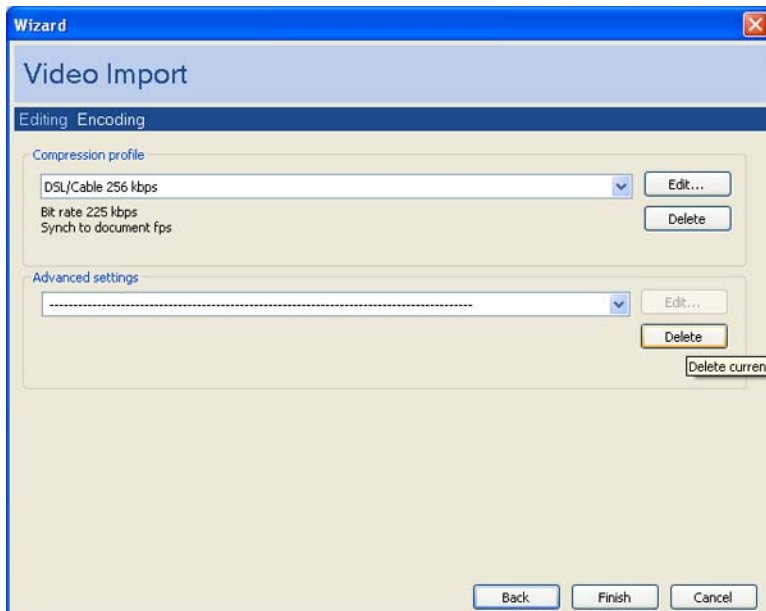 Wizard
Video Import
Editing Encoding
Compression profile
DSL/Cable 256 kbps
Edit...
Bit rate 225 kbps
Delete
Synch to document fps
Advanced settings
--------------------------------------------------------------------------------------------
Edit...
Delete
Delete curren
Back Finish Cancel